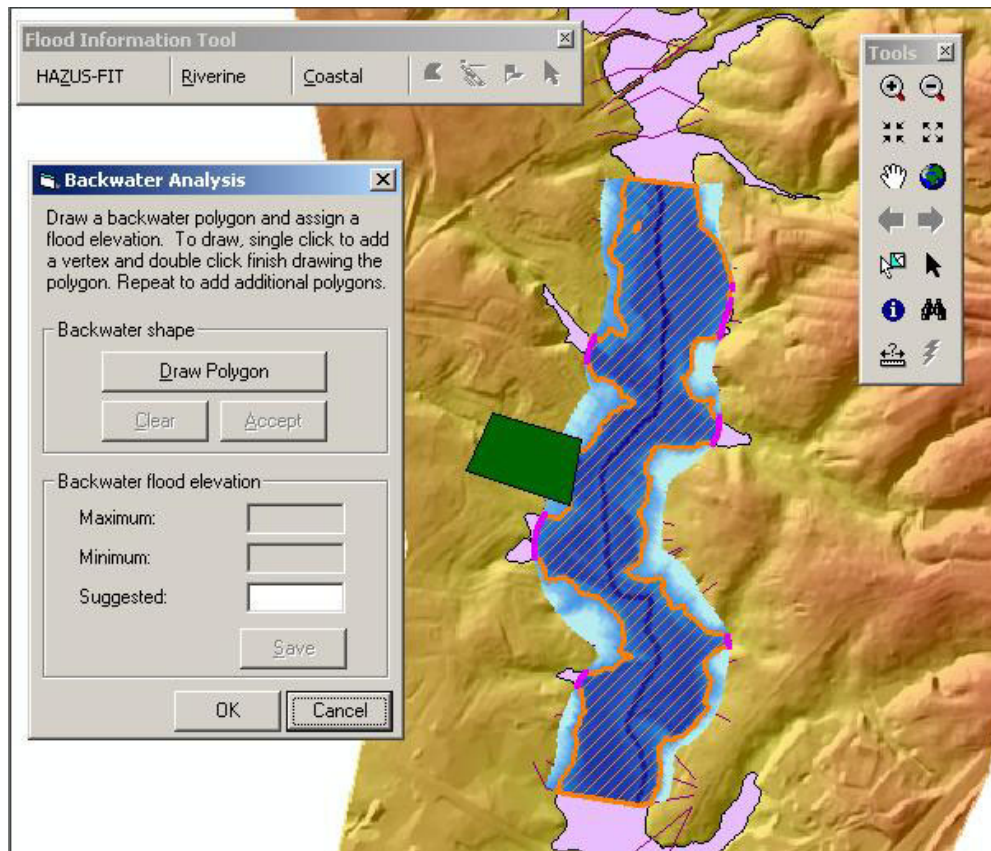 Flood Information Tool
HAZUS-FIT Riverine Coastal
Tools
Backwater Analysis
Draw a backwater polygon and assign a
flood elevation. To draw, single click to add
a vertex and double click finish drawing the
polygon. Repeat to add additional polygons.
Backwater shape
Draw Polygon
Clear Accept
Backwater flood elevation
Maximum:
Minimum:
Suggested:
Save
OK Cancel